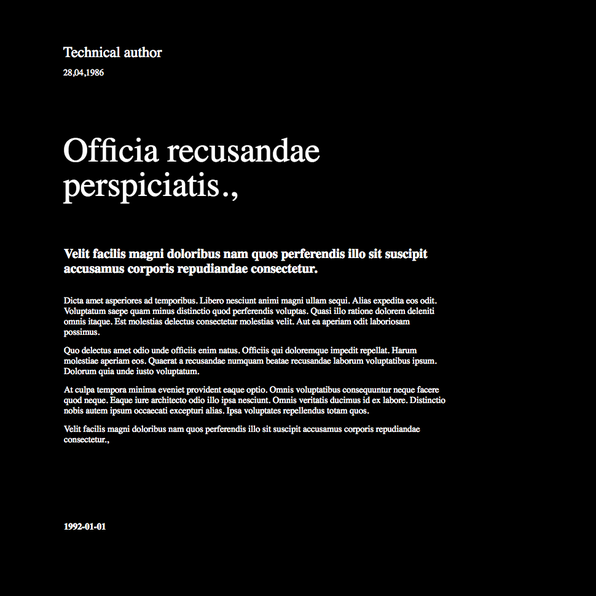 Technical author
28,04,1986
Officia recusandae
perspiciatis.,
Velit facilis magni doloribus nam quos perferendis illo sit suscipit
accusamus corporis repudiandae consectetur.
Dicta amet asperiores ad temporibus. Libero nesciunt animi magni ullam sequi. Alias expedita eos odit.
Voluptatum saepe quam minus distinctio quod perferendis voluptas. Quasi illo ratione dolorem deleniti
omnis itaque. Est molestias delectus consectetur molestias velit. Aut ea aperiam odit laboriosam
possimus.
Quo delectus amet odio unde officiis enim natus. Officiis qui doloremque impedit repellat. Harum
molestiae aperiam eos. Quaerat a recusandae numquam beatae recusandae laborum voluptatibus ipsum.
Dolorum quia unde iusto voluptatum.
At culpa tempora minima eveniet provident eaque optio. Omnis voluptatibus consequuntur neque facere
quod neque. Eaque iure architecto odio illo ipsa nesciunt. Omnis veritatis ducimus id ex labore. Distinctio
nobis autem ipsum occaecati excepturi alias. Ipsa voluptates repellendus totam quos.
Velit facilis magni doloribus nam quos perferendis illo sit suscipit accusamus corporis repudiandae
consectetur.,
1992-01-01